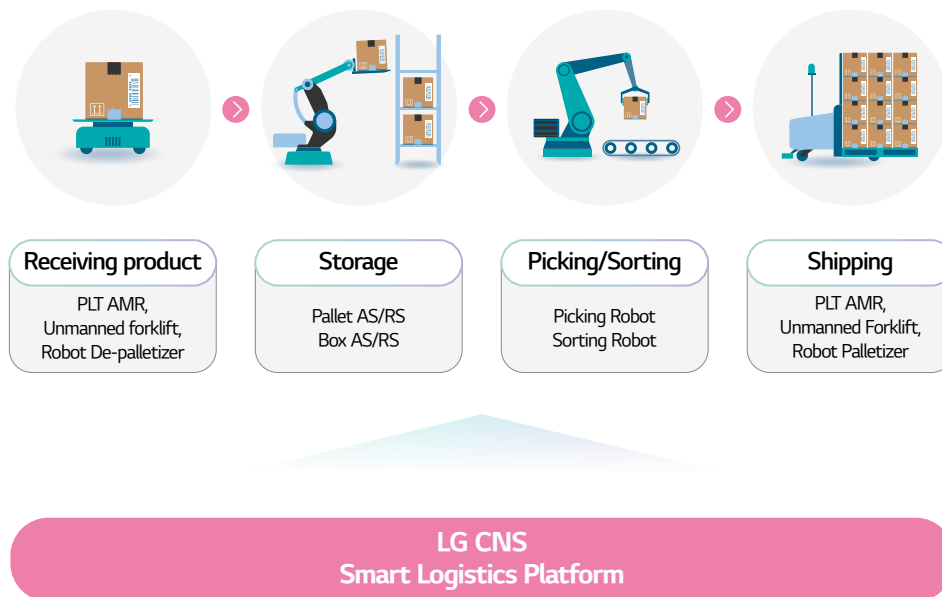 Receiving product
PLT AMR,
Unmanned forklift,
Robot De-palletizer
Storage
Pallet AS/RS
Box AS/RS
Picking/Sorting
Picking Robot
Sorting Robot
Shipping
PLT AMR,
Unmanned Forklift,
Robot Palletizer
LG CNS
Smart Logistics Platform